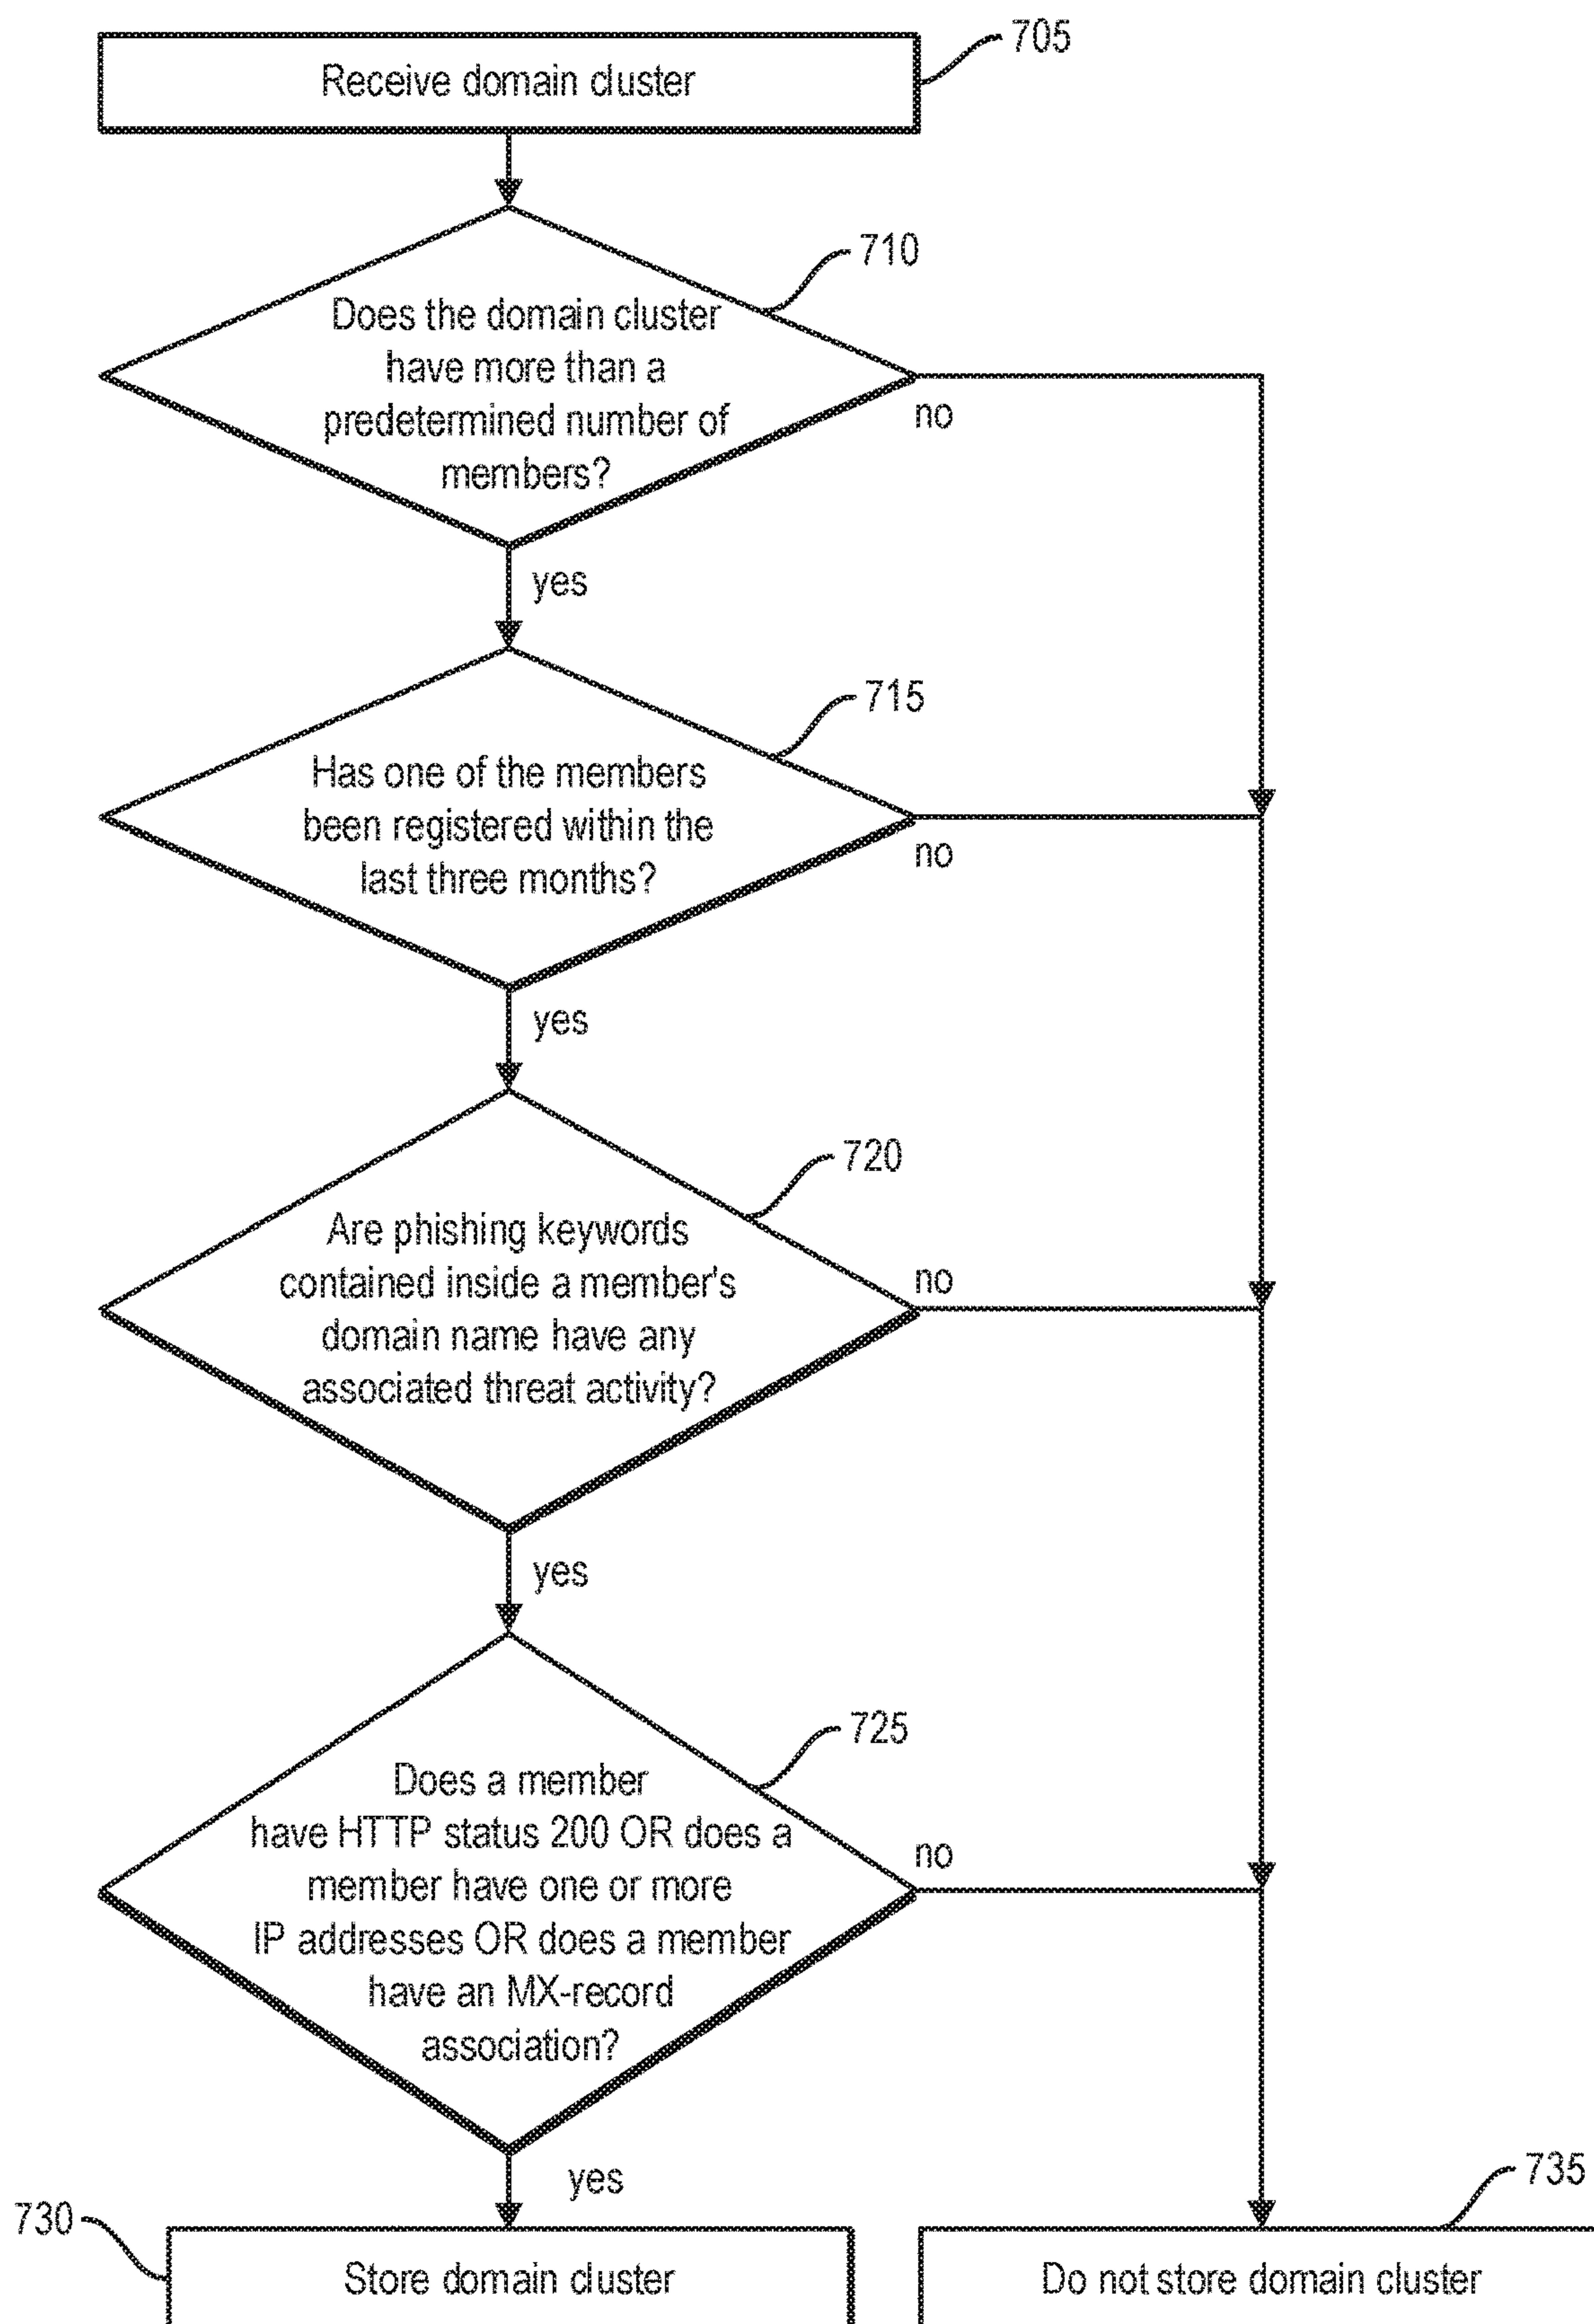 705
Receive domain cluster
710
Does the domain cluster
have more than a
predetermined number of
members?
no
yes
715
Has one of the members
been registered within the
last three months?
no
yes
720
Are phishing keywords
contained inside a member's
domain name have any
associated threat activity?
no
yes
725
Does a member
have HTTP status 200 OR does a
member have one or more
IP addresses OR does a member
have an MX-record
association?
no
yes
730
Store domain cluster
735
Do not store domain cluster